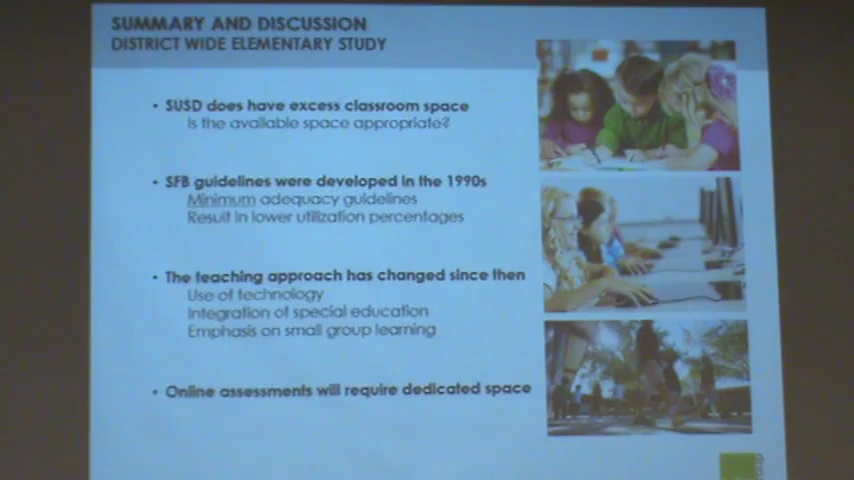 SUMMARY AND DISCUSSION
DISTRICT WIDE ELEMENTARY STUDY
• SUSD does have excess classroom space
Is the available space appropriate?
• SFB guidelines were developed in the 1990s
Minimum adequacy guidelines
Result in lower utilization percentages
• The teaching approach has changed since then
Use of technology
Integration of special education
Emphasis on small group learning
• Online assessments will require dedicated space